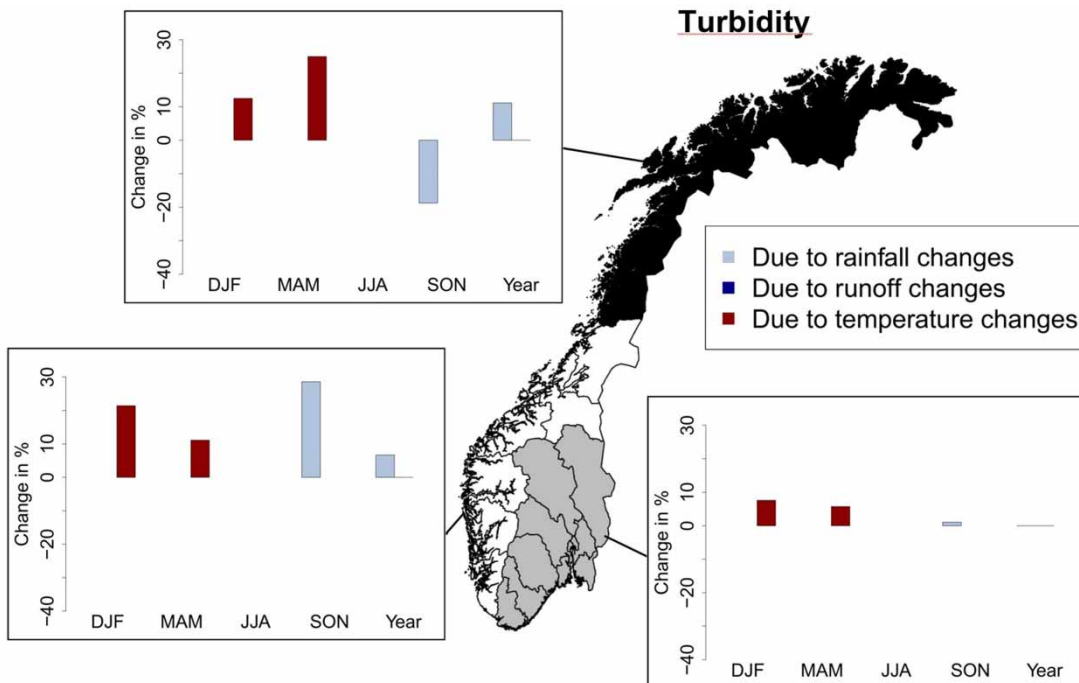 Turbidity
Change in %
30
10
0
−20
−40
DJF MAM JJA SON Year
Due to rainfall changes
Due to runoff changes
Due to temperature changes
Change in %
30
10
0
−20
−40
DJF MAM JJA SON Year
Change in %
30
10
0
−20
−40
DJF MAM JJA SON Year